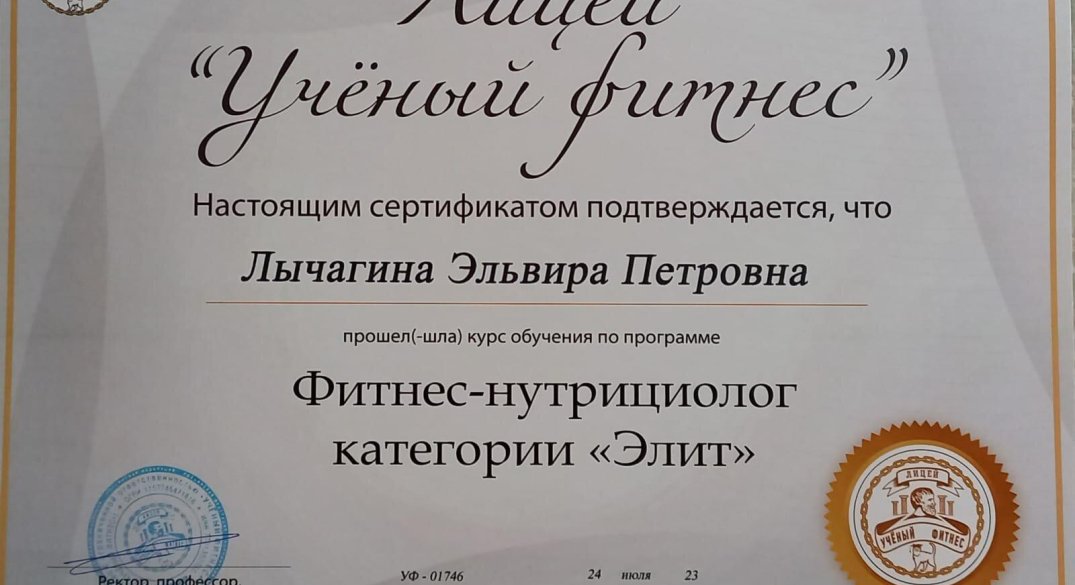 Лицей
“Учёный фитнес”
Настоящим сертификатом подтверждается, что
Лычагина Эльвира Петровна
прошел(-шла) курс обучения по программе
Фитнес-нутрициолог
категории «Элит»
ЛИЦЕЙ
УЧЁНЫЙ ФИТНЕС
Ректор, профессор,
УФ - 01746
24 июля 23